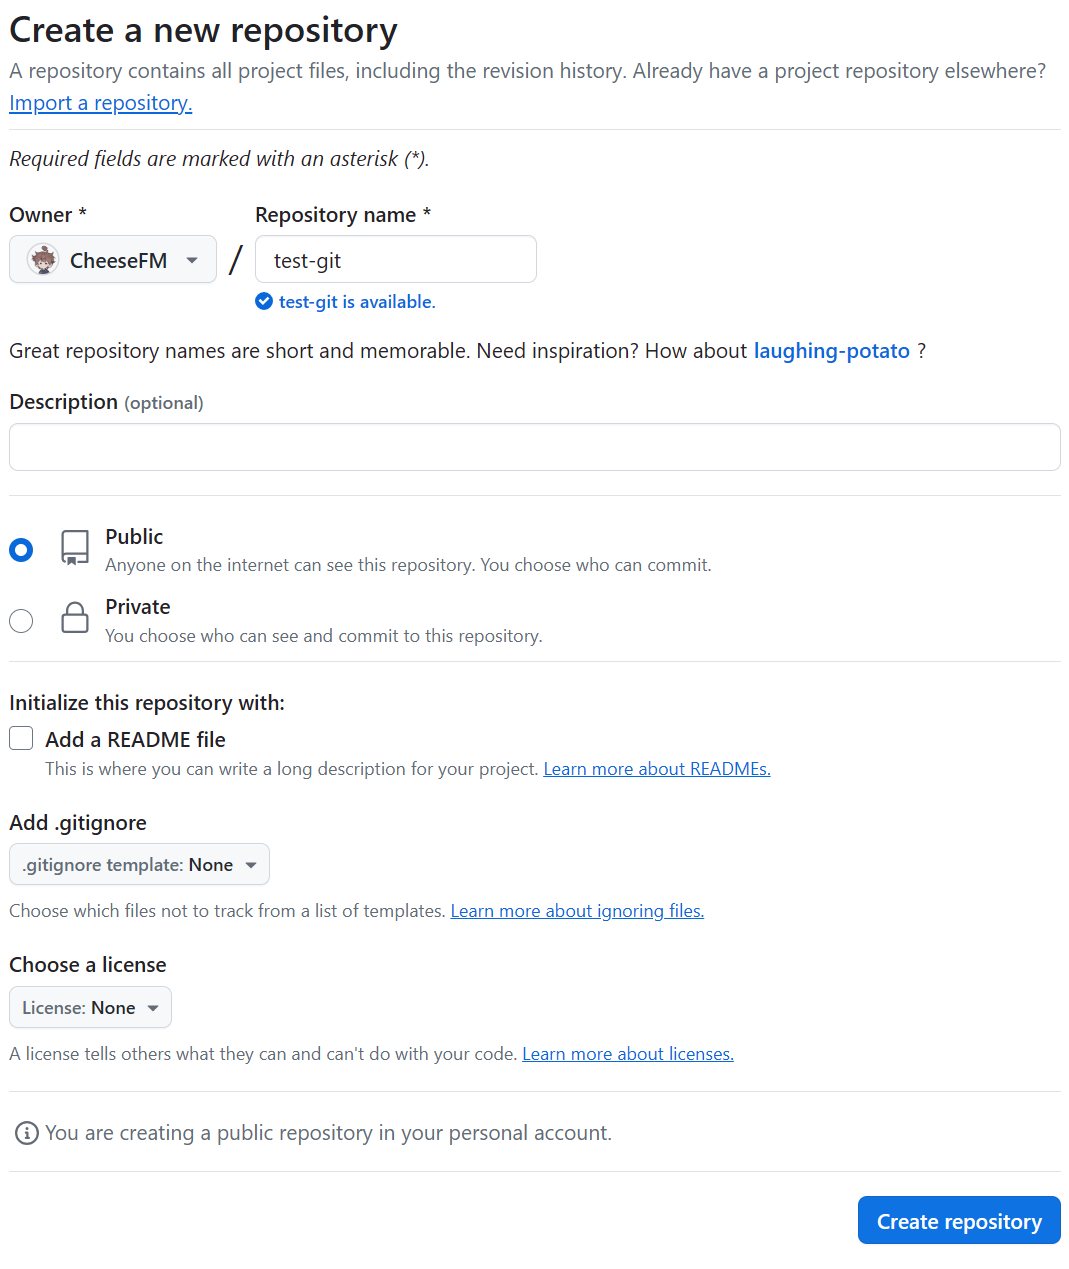 Create a new repository
A repository contains all project files, including the revision history. Already have a project repository elsewhere?
Import a repository.
Required fields are marked with an asterisk (*).
Owner *
Repository name *
CheeseFM
/
test-git
test-git is available.
Great repository names are short and memorable. Need inspiration? How about laughing-potato ?
Description (optional)
Public
Anyone on the internet can see this repository. You choose who can commit.
Private
You choose who can see and commit to this repository.
Initialize this repository with:
Add a README file
This is where you can write a long description for your project. Learn more about READMEs.
Add .gitignore
.gitignore template: None
Choose which files not to track from a list of templates. Learn more about ignoring files.
Choose a license
License: None
A license tells others what they can and can't do with your code. Learn more about licenses.
You are creating a public repository in your personal account.
Create repository